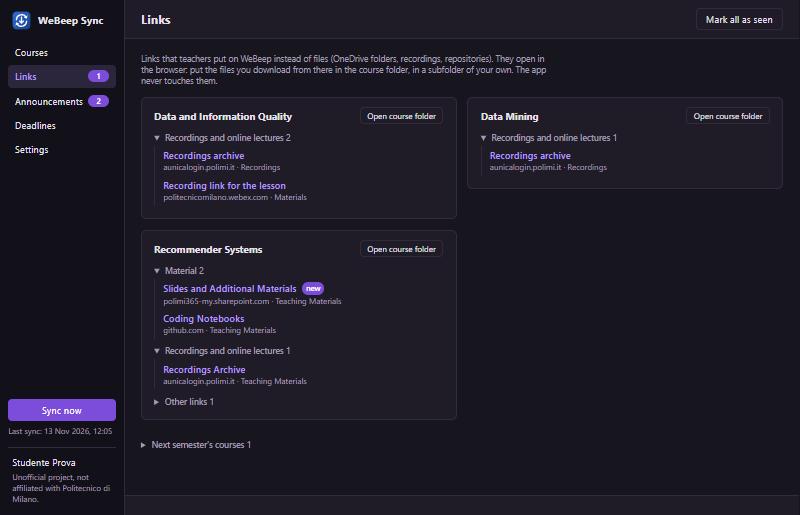 WeBeep Sync
Courses
Links 1
Announcements 2
Deadlines
Settings
Sync now
Last sync: 13 Nov 2026, 12:05
Studente Prova
Unofficial project, not
affiliated with Politecnico di
Milano.
Links
Mark all as seen
Links that teachers put on WeBeep instead of files (OneDrive folders, recordings, repositories). They open in
the browser: put the files you download from there in the course folder, in a subfolder of your own. The app
never touches them.
Data and Information Quality
Open course folder
Recordings and online lectures 2
Recordings archive
aunicalogin.polimi.it · Recordings
Recording link for the lesson
politecnicomilano.webex.com · Materials
Data Mining
Open course folder
Recordings and online lectures 1
Recordings archive
aunicalogin.polimi.it · Recordings
Recommender Systems
Open course folder
Material 2
Slides and Additional Materials new
polimi365-my.sharepoint.com · Teaching Materials
Coding Notebooks
github.com · Teaching Materials
Recordings and online lectures 1
Recordings Archive
aunicalogin.polimi.it · Teaching Materials
Other links 1
Next semester's courses 1